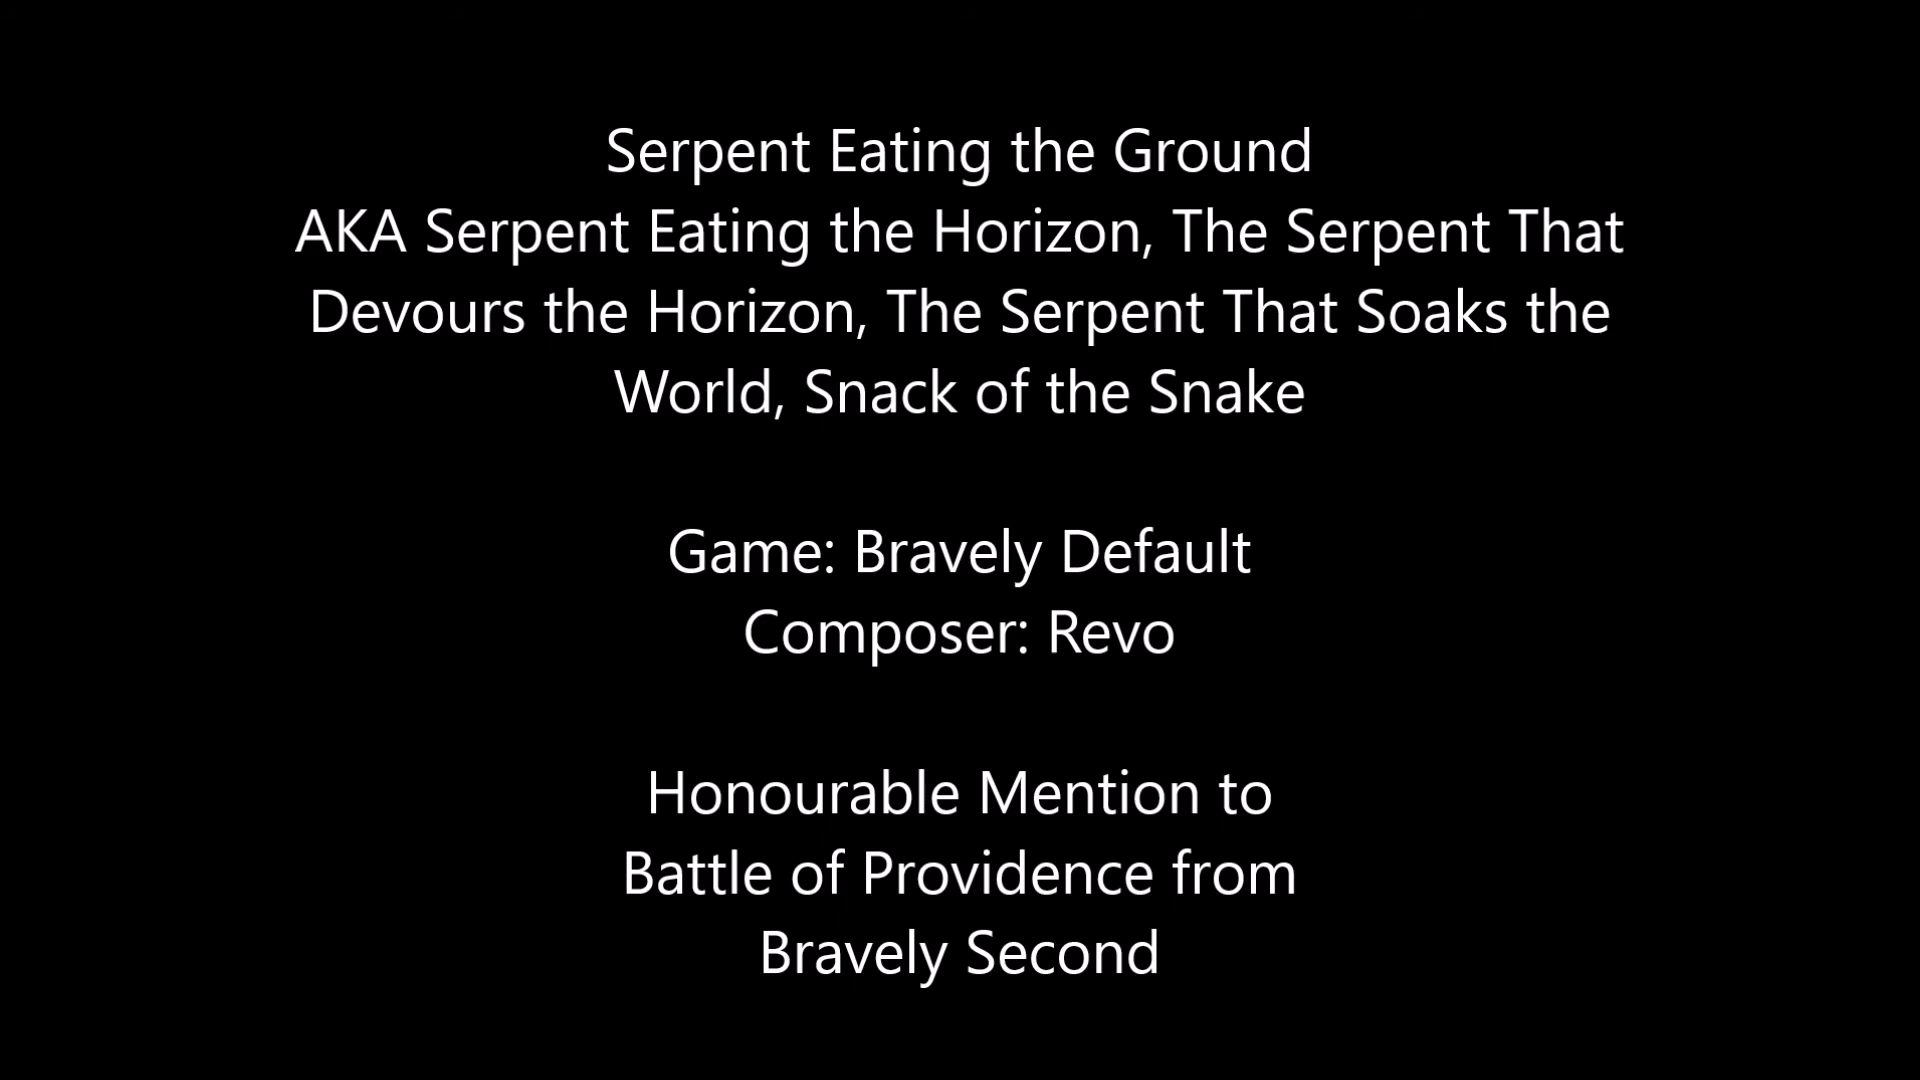 Serpent Eating the Ground
AKA Serpent Eating the Horizon, The Serpent That
Devours the Horizon, The Serpent That Soaks the
World, Snack of the Snake
Game: Bravely Default
Composer: Revo
Honourable Mention to
Battle of Providence from
Bravely Second